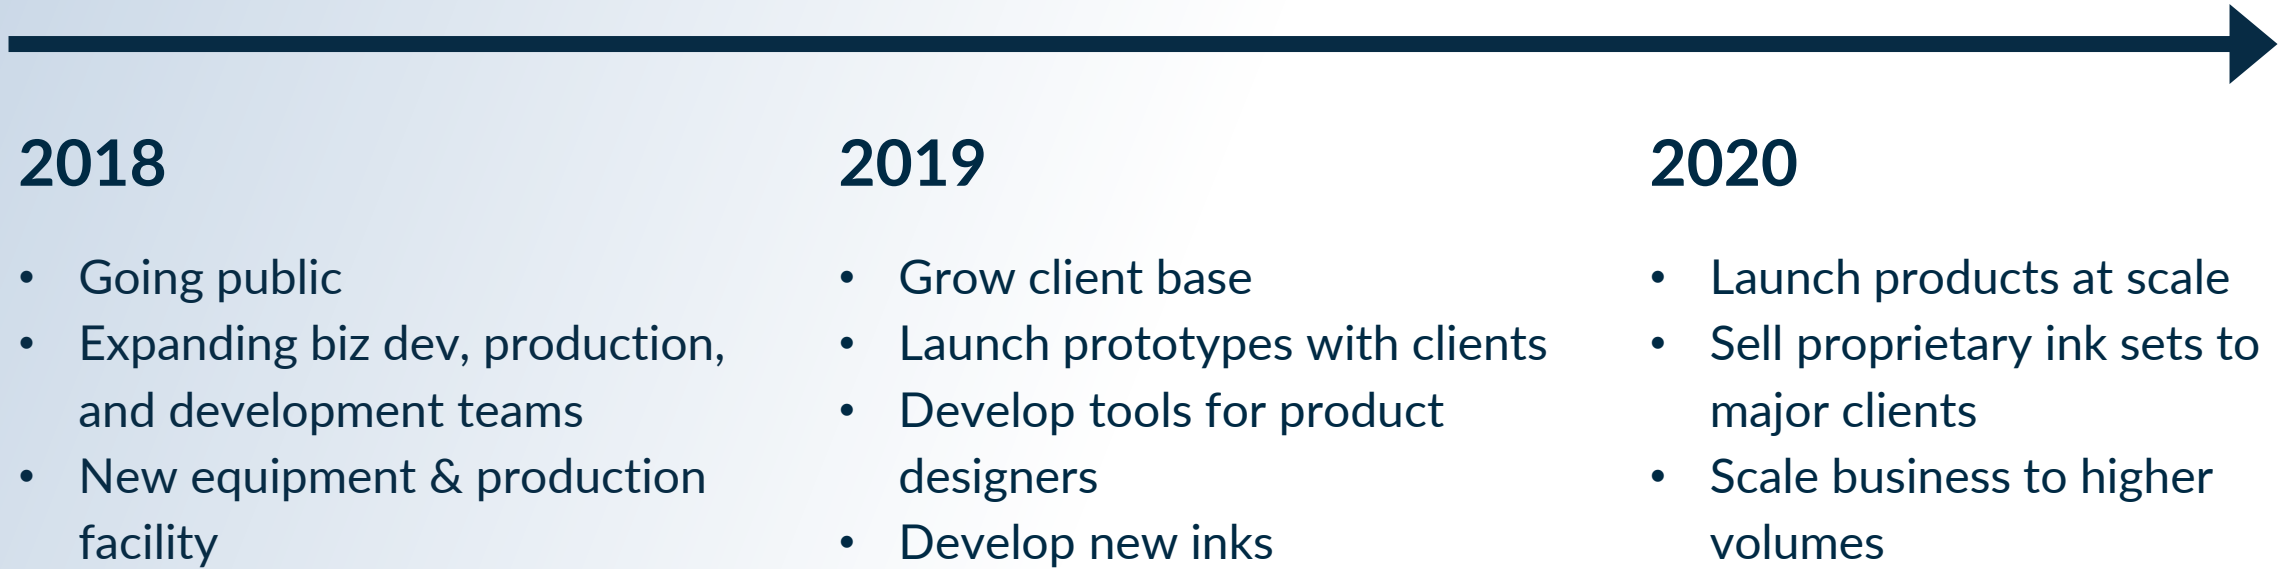 2018
• Going public
• Expanding biz dev, production,
and development teams
• New equipment & production
facility
2019
• Grow client base
• Launch prototypes with clients
• Develop tools for product
designers
• Develop new inks
2020
• Launch products at scale
• Sell proprietary ink sets to
major clients
• Scale business to higher
volumes